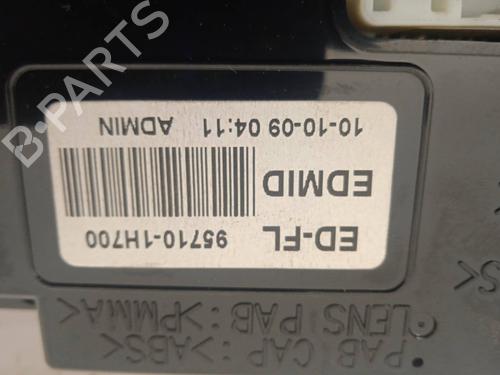 ED-FL
95710-1H700
EDMID
10-10-09 04:11 ADMIN
PAB CAP : >ABS<
LENS PAB : >PMMA<
B-PARTS